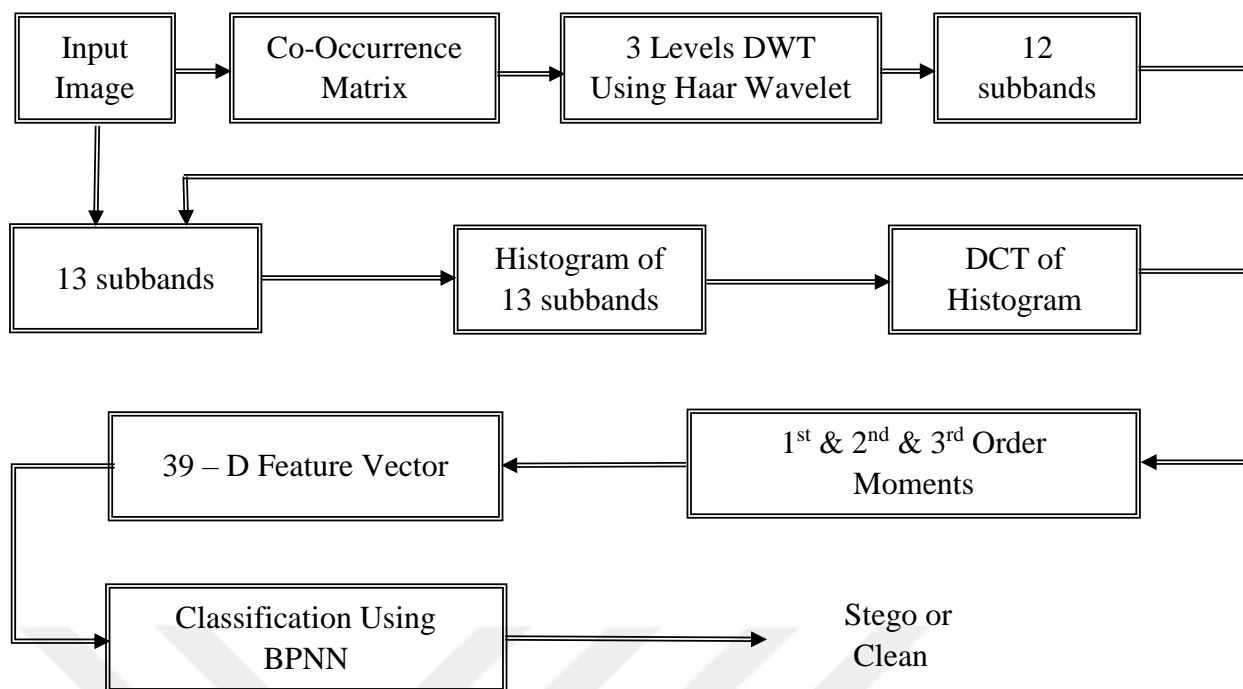 Input
Image
Co-Occurrence
Matrix
3 Levels DWT
Using Haar Wavelet
12
subbands
13 subbands
Histogram of
13 subbands
DCT of
Histogram
1st & 2nd & 3rd Order
Moments
39 – D Feature Vector
Classification Using
BPNN
Stego or
Clean